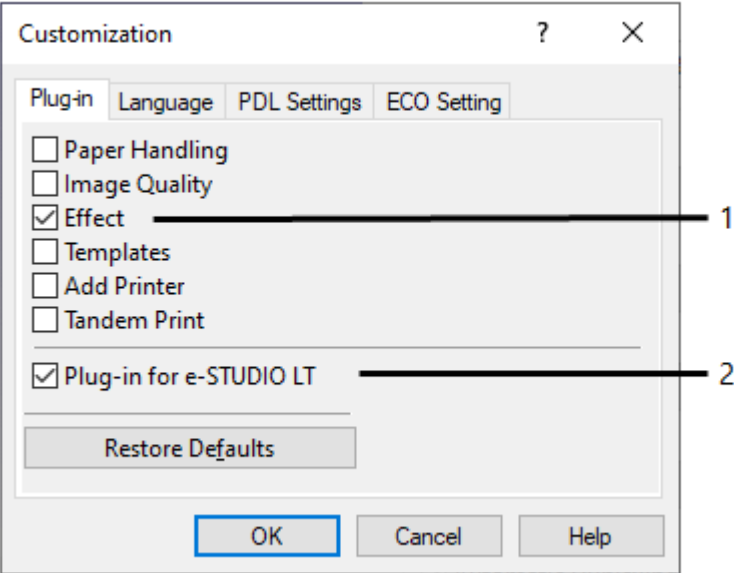 Customization ? ×
Plug-in Language PDL Settings ECO Setting
Paper Handling
Image Quality
Effect 1
Templates
Add Printer
Tandem Print
Plug-in for e-STUDIO LT 2
Restore Defaults
OK Cancel Help